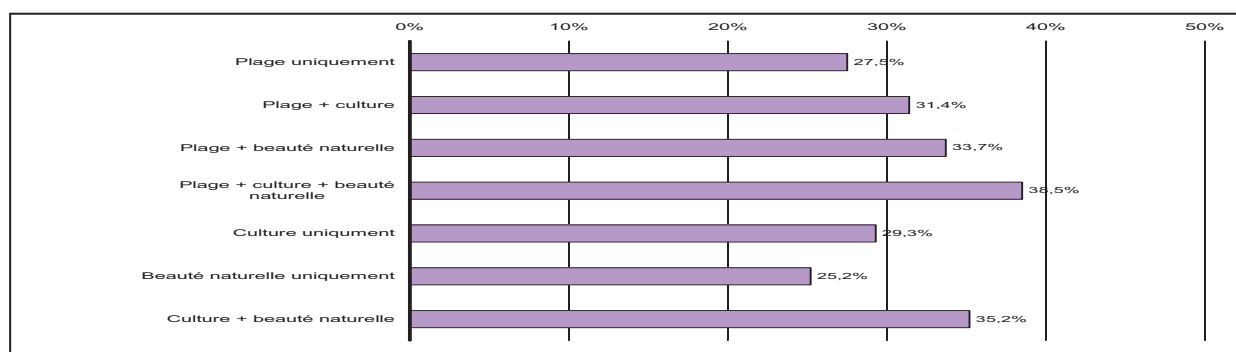 0% 10% 20% 30% 40% 50%
Plage uniquement 27,5%
Plage + culture 31,4%
Plage + beauté naturelle 33,7%
Plage + culture + beauté
naturelle 38,5%
Culture uniqument 29,3%
Beauté naturelle uniquement 25,2%
Culture + beauté naturelle 35,2%